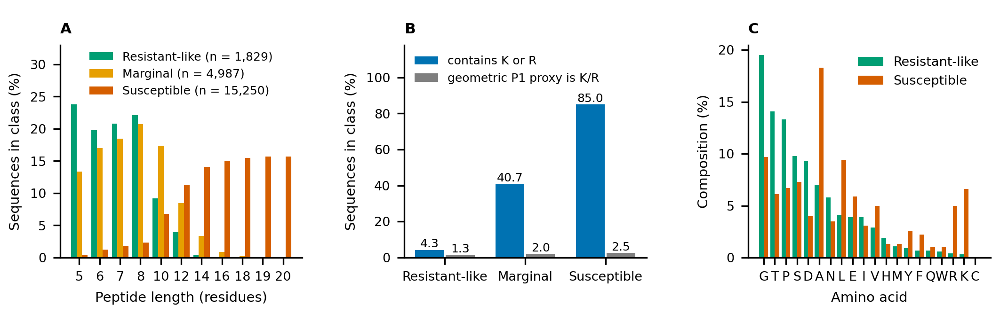 A
Sequences in class (%)
30
25
20
15
10
5
0
Resistant-like (n = 1,829)
Marginal (n = 4,987)
Susceptible (n = 15,250)
5 6 7 8 10 12 14 16 18 19 20
Peptide length (residues)
B
Sequences in class (%)
100
80
60
40
20
0
contains K or R
geometric P1 proxy is K/R
4.3 1.3 40.7 2.0 85.0 2.5
Resistant-like Marginal Susceptible
C
Composition (%)
20
15
10
5
0
Resistant-like
Susceptible
G T P S D A N L E I V H M Y F Q W R K C
Amino acid